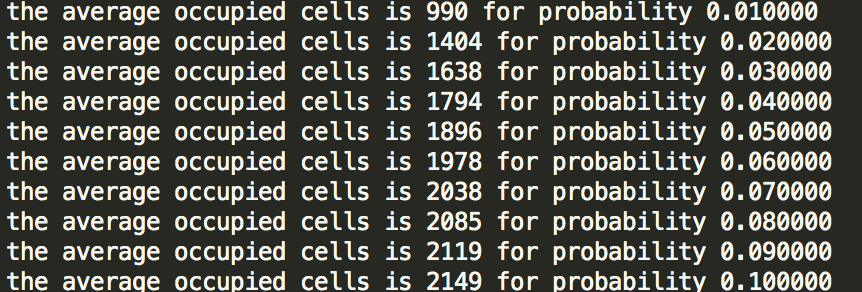 the average occupied cells is 990 for probability 0.010000
the average occupied cells is 1404 for probability 0.020000
the average occupied cells is 1638 for probability 0.030000
the average occupied cells is 1794 for probability 0.040000
the average occupied cells is 1896 for probability 0.050000
the average occupied cells is 1978 for probability 0.060000
the average occupied cells is 2038 for probability 0.070000
the average occupied cells is 2085 for probability 0.080000
the average occupied cells is 2119 for probability 0.090000
the average occupied cells is 2149 for probability 0.100000